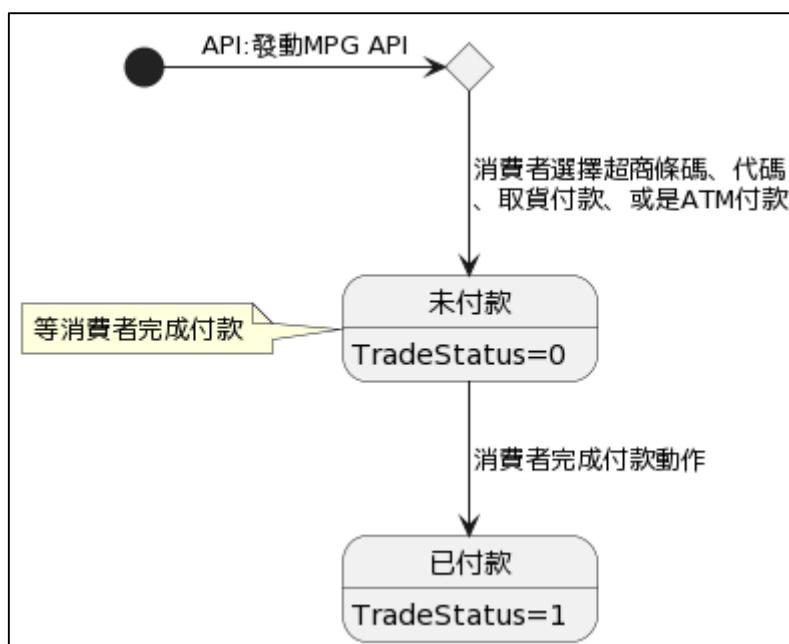 API:發動MPG API
消費者選擇超商條碼、代碼
、取貨付款、或是ATM付款
未付款
等消費者完成付款
TradeStatus=0
消費者完成付款動作
已付款
TradeStatus=1